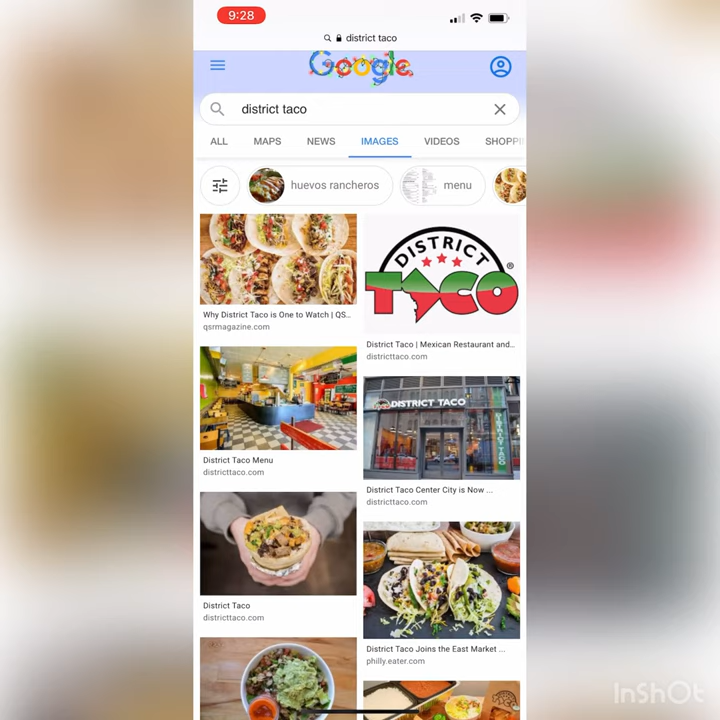 9:28
district taco
Google
district taco
ALL MAPS NEWS IMAGES VIDEOS SHOPPI
huevos rancheros
menu
DISTRICT
TACO
®
Why District Taco is One to Watch | QS...
qsrmagazine.com
District Taco | Mexican Restaurant and...
districttaco.com
DISTRICT TACO
DISTRICT TACO
District Taco Menu
districttaco.com
District Taco Center City is Now ...
districttaco.com
District Taco
districttaco.com
District Taco Joins the East Market ...
philly.eater.com
InShOt